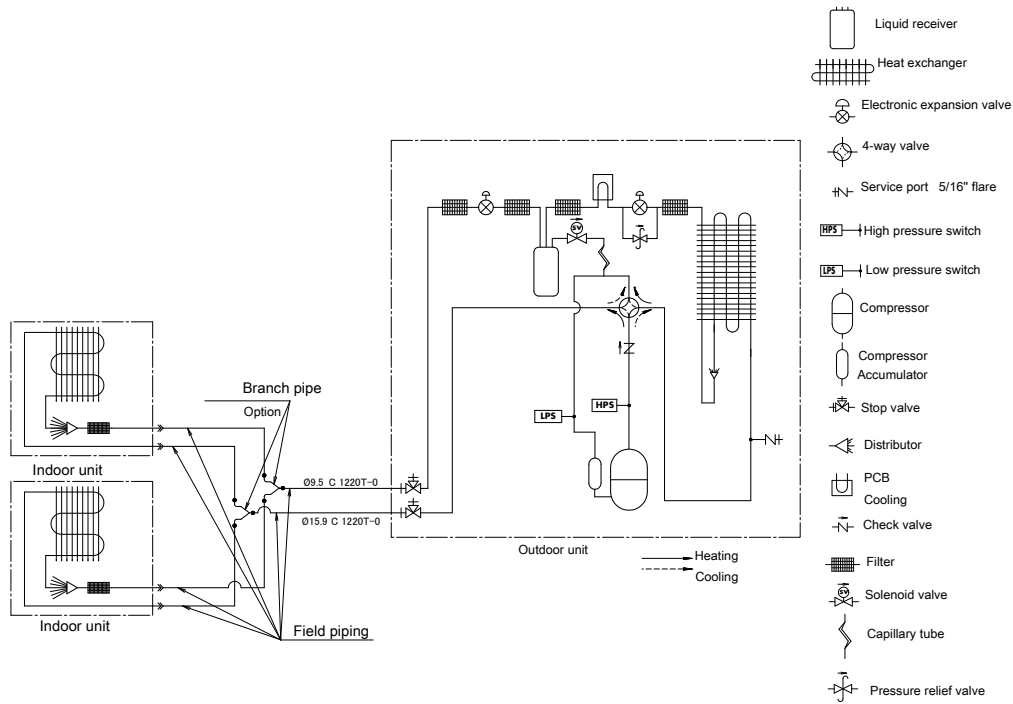 Liquid receiver
Heat exchanger
Electronic expansion valve
4-way valve
Service port 5/16" flare
HPS High pressure switch
LPS Low pressure switch
Compressor
Compressor
Accumulator
Stop valve
Distributor
PCB
Cooling
Check valve
Filter
SV Solenoid valve
Capillary tube
Pressure relief valve
SV
HPS
LPS
Branch pipe
Option
Indoor unit
Ø9.5 C 1220T-0
Ø15.9 C 1220T-0
Outdoor unit
Heating
Cooling
Indoor unit
Field piping